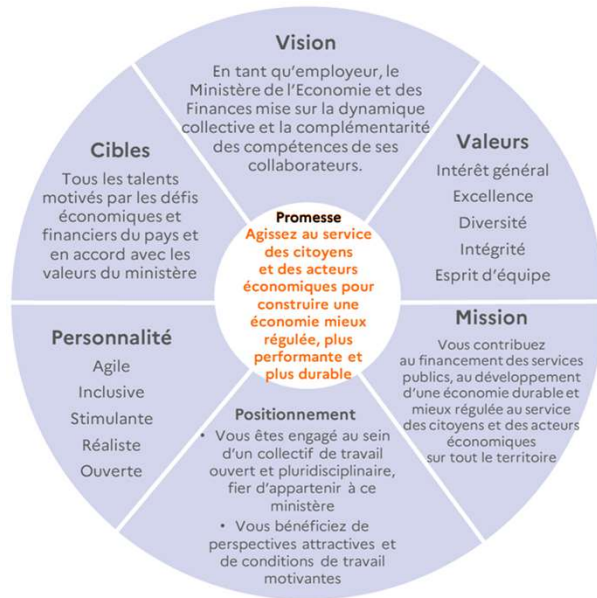 Vision
En tant qu’employeur, le
Ministère de l’Economie et des
Finances mise sur la dynamique
collective et la complémentarité
des compétences de ses
collaborateurs.
Valeurs
Intérêt général
Excellence
Diversité
Intégrité
Esprit d’équipe
Mission
Vous contribuez
au financement des services
publics, au développement
d’une économie durable et
mieux régulée au service
des citoyens et des acteurs
économiques
sur tout le territoire
Positionnement
• Vous êtes engagé au sein
d’un collectif de travail
ouvert et pluridisciplinaire,
fier d’appartenir à ce
ministère
• Vous bénéficiez de
perspectives attractives et
de conditions de travail
motivantes
Personnalité
Agile
Inclusive
Stimulante
Réaliste
Ouverte
Cibles
Tous les talents
motivés par les défis
économiques et
financiers du pays et
en accord avec les
valeurs du ministère
Promesse
Agissez au service
des citoyens
et des acteurs
économiques pour
construire une
économie mieux
régulée, plus
performante et
plus durable